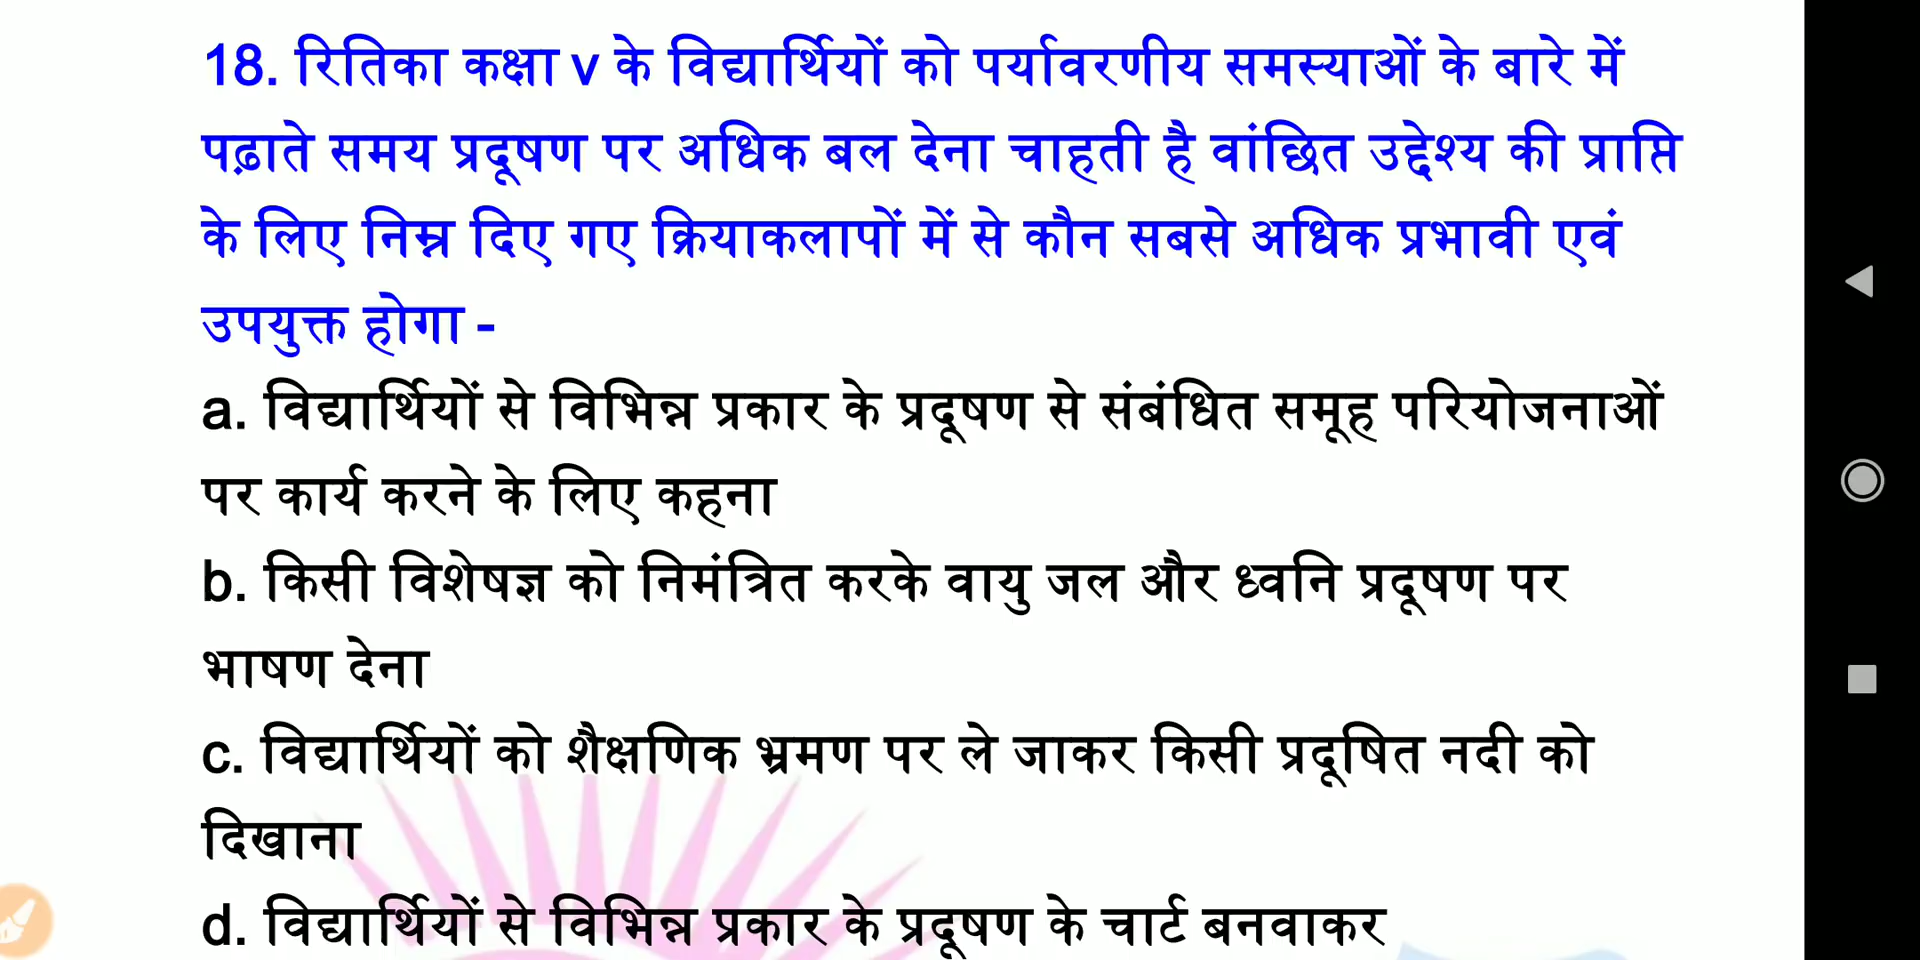 18. रितिका कक्षा v के विद्यार्थियों को पर्यावरणीय समस्याओं के बारे में
पढ़ाते समय प्रदूषण पर अधिक बल देना चाहती है वांछित उद्देश्य की प्राप्ति
के लिए निम्न दिए गए क्रियाकलापों में से कौन सबसे अधिक प्रभावी एवं
उपयुक्त होगा -
a. विद्यार्थियों से विभिन्न प्रकार के प्रदूषण से संबंधित समूह परियोजनाओं
पर कार्य करने के लिए कहना
b. किसी विशेषज्ञ को निमंत्रित करके वायु जल और ध्वनि प्रदूषण पर
भाषण देना
c. विद्यार्थियों को शैक्षणिक भ्रमण पर ले जाकर किसी प्रदूषित नदी को
दिखाना
d. विद्यार्थियों से विभिन्न प्रकार के प्रदूषण के चार्ट बनवाकर